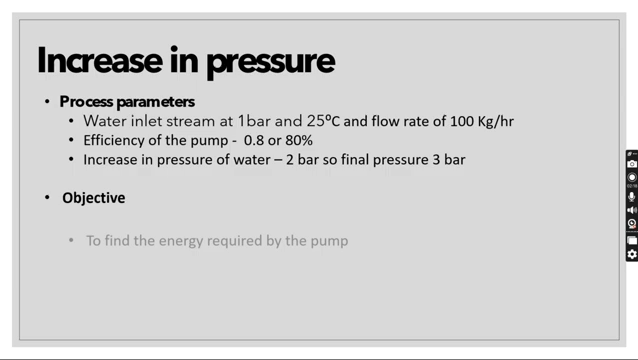 Increase in pressure
• Process parameters
• Water inlet stream at 1bar and 25⁰C and flow rate of 100 Kg/hr
• Efficiency of the pump - 0.8 or 80%
• Increase in pressure of water – 2 bar so final pressure 3 bar
• Objective
• To find the energy required by the pump